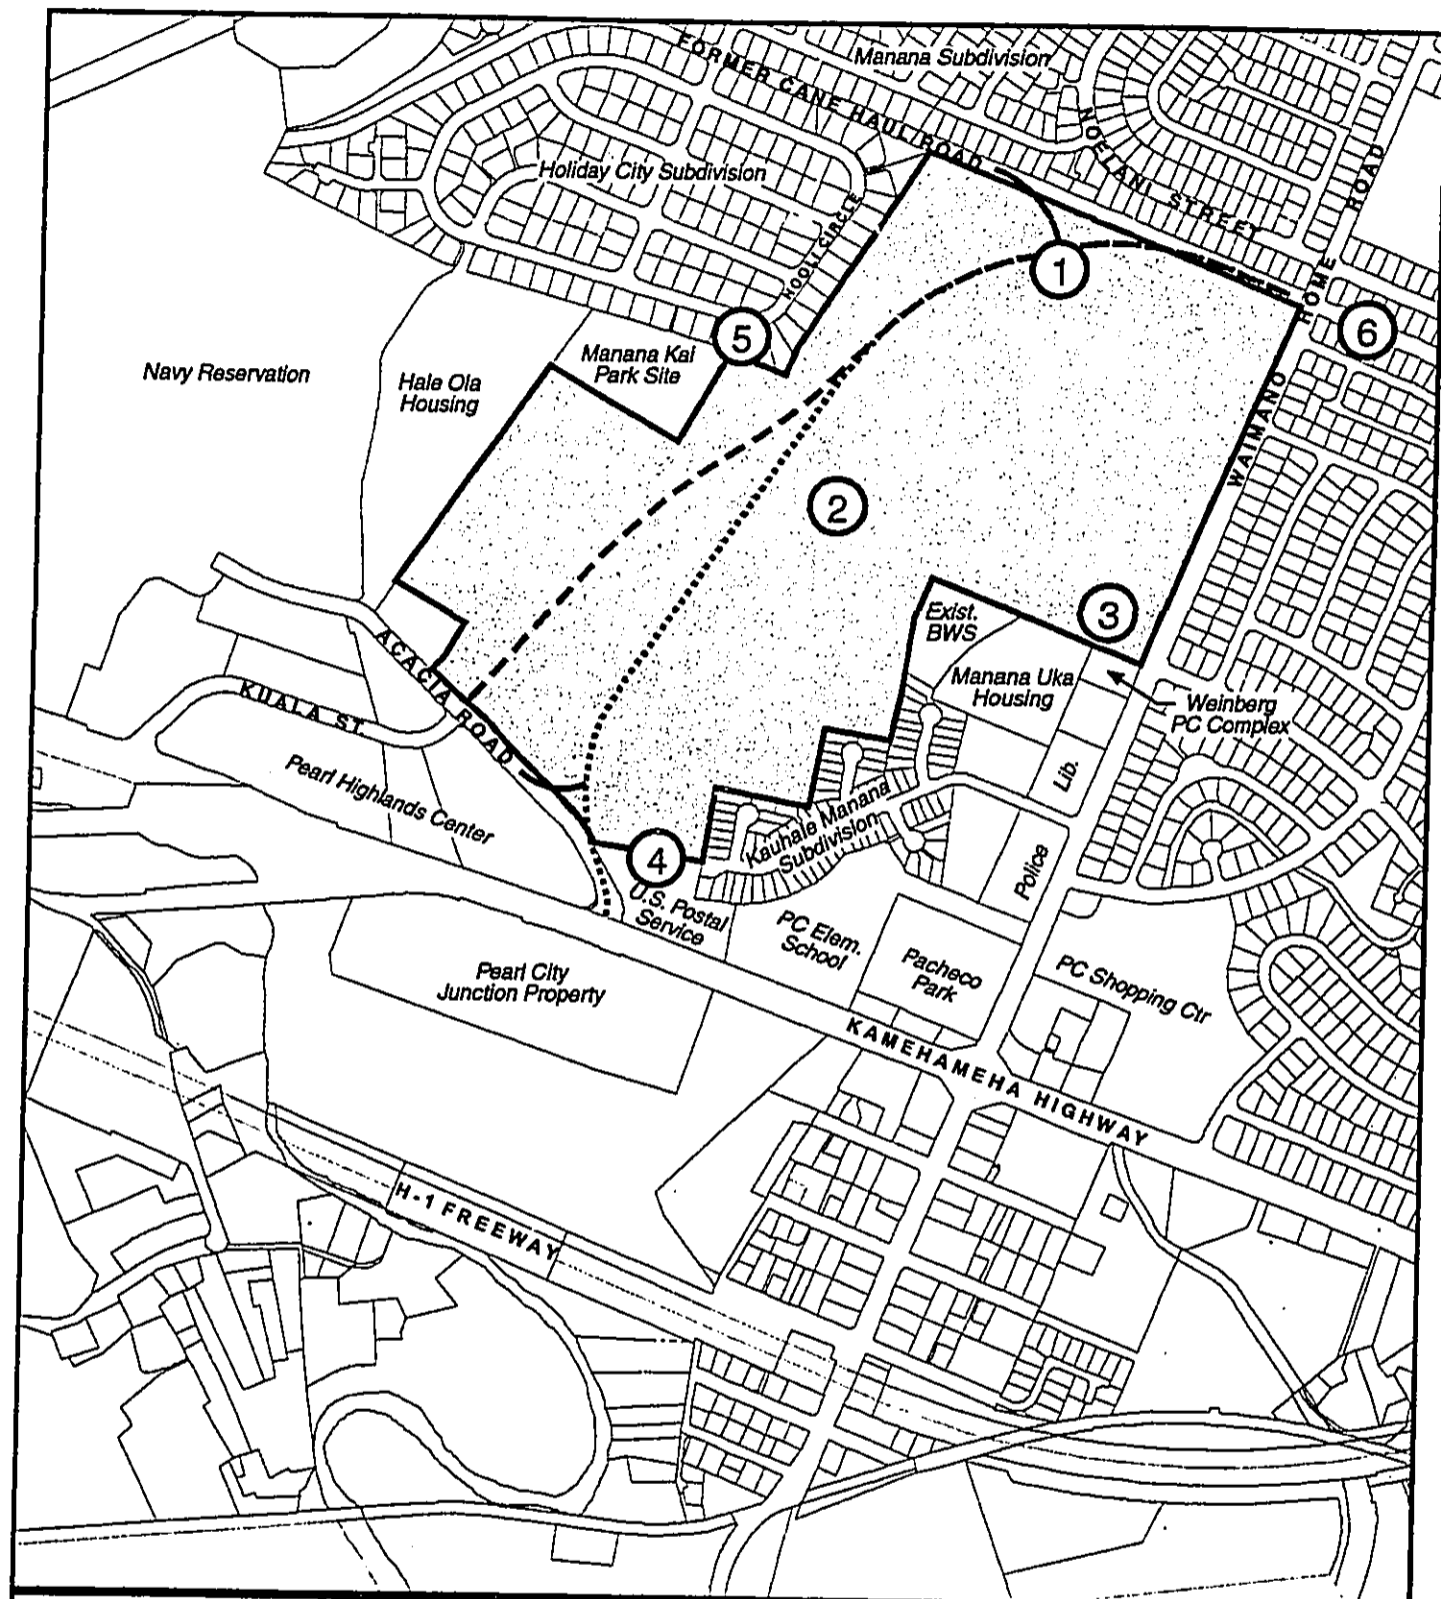 Manana Subdivision
FORMER CANE HAUL ROAD
NOELANI STREET
WAIMANO HOME ROAD
Holiday City Subdivision
HOOLI CIRCLE
1
5
6
Manana Kai
Park Site
Navy Reservation
Hale Ola
Housing
2
3
Exist.
BWS
Manana Uka
Housing
Weinberg
PC Complex
ACACIA ROAD
KUALA ST.
Pearl Highlands Center
Lib.
Kauhale Manana
Subdivision
4
Police
U.S. Postal
Service
PC Elem.
School
Pacheco
Park
PC Shopping Ctr
Pearl City
Junction Property
KAMEHAMEHA HIGHWAY
H-1 FREEWAY